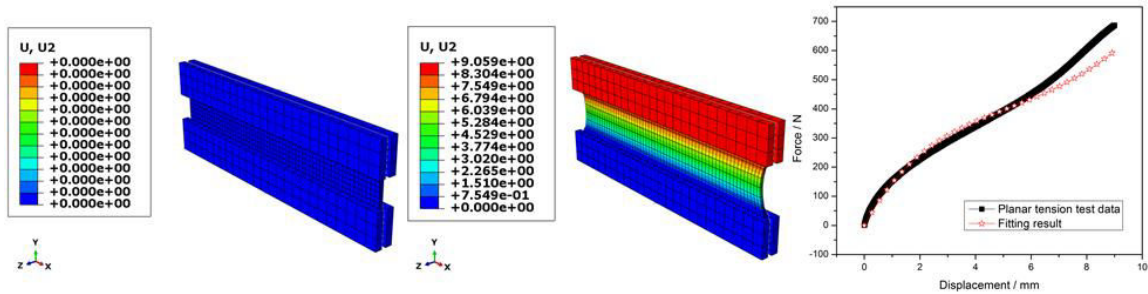 U, U2
+0.000e+00
+0.000e+00
+0.000e+00
+0.000e+00
+0.000e+00
+0.000e+00
+0.000e+00
+0.000e+00
+0.000e+00
+0.000e+00
+0.000e+00
+0.000e+00
+0.000e+00
Y
Z X
U, U2
+9.059e+00
+8.304e+00
+7.549e+00
+6.794e+00
+6.039e+00
+5.284e+00
+4.529e+00
+3.774e+00
+3.020e+00
+2.265e+00
+1.510e+00
+7.549e-01
+0.000e+00
Y
Z X
Force / N
700
600
500
400
300
200
100
0
-100
Planar tension test data
Fitting result
0 2 4 6 8 10
Displacement / mm